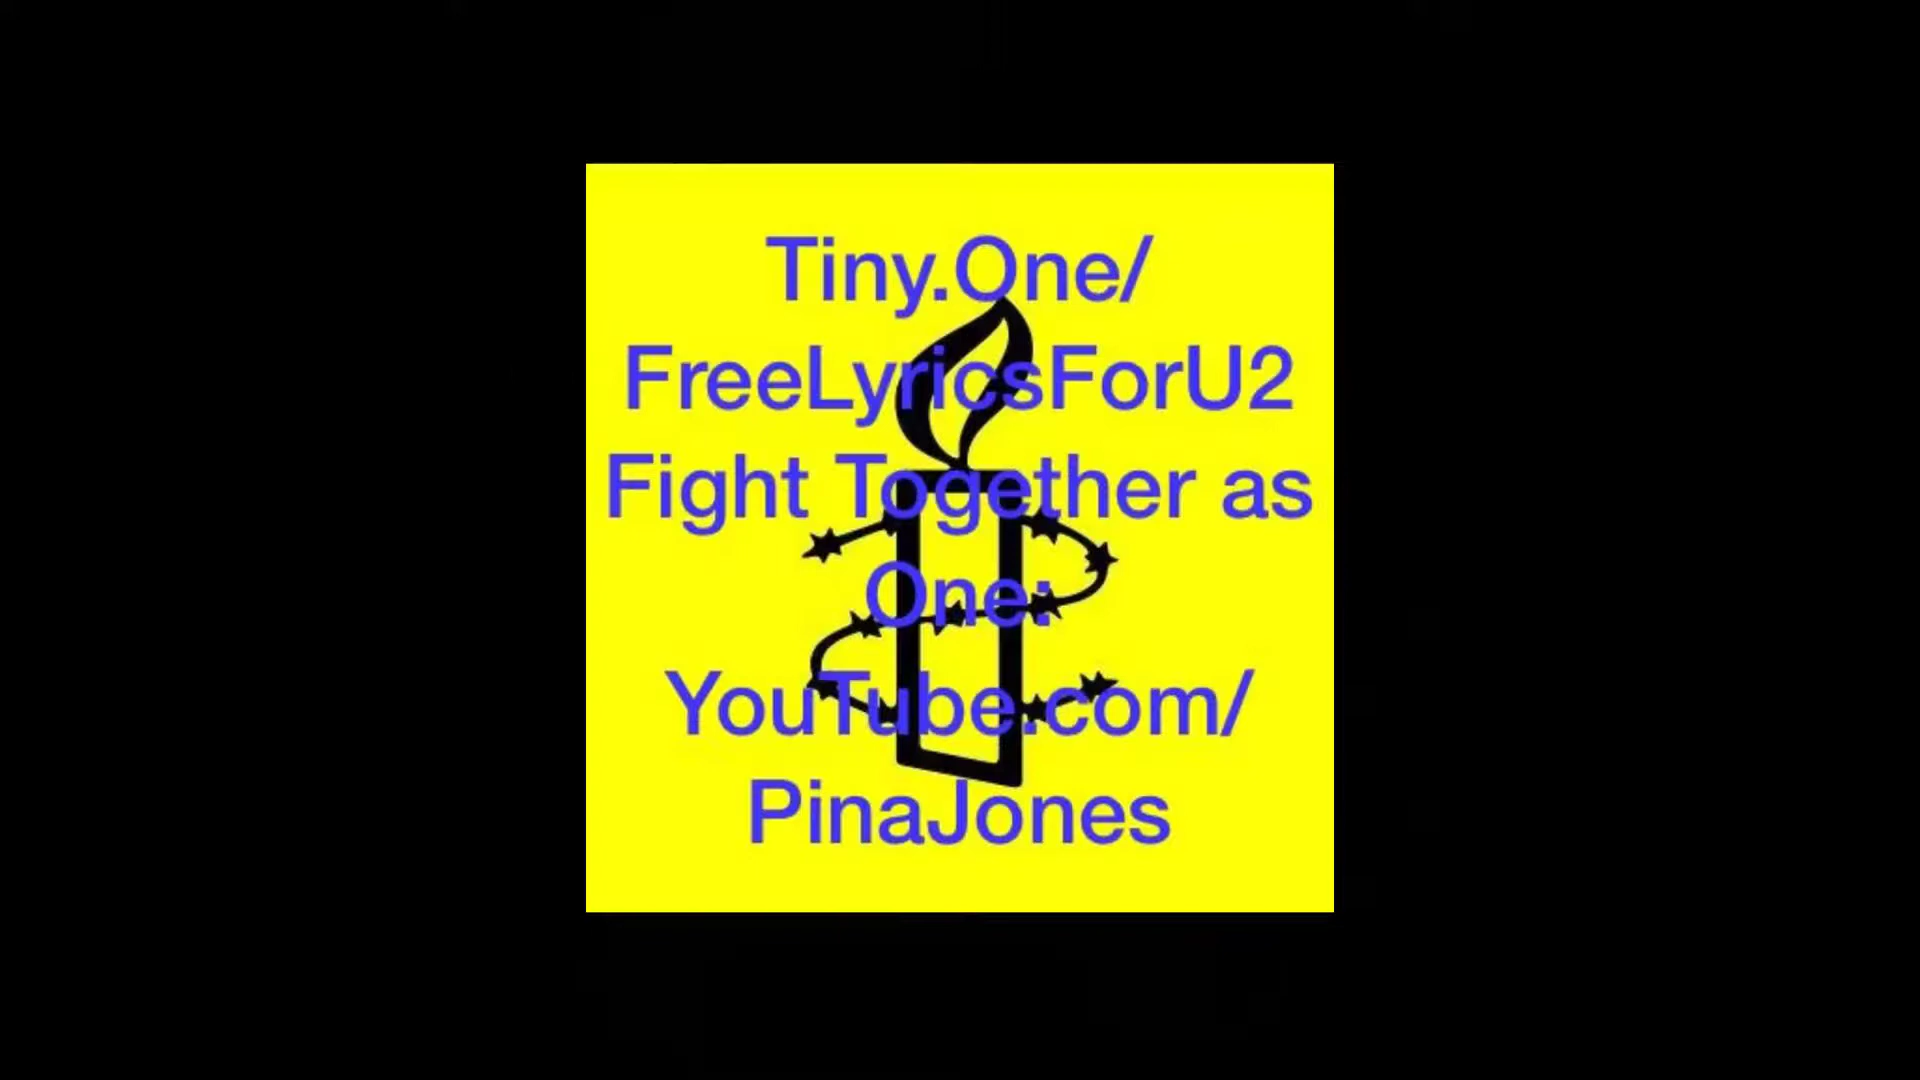 Tiny.One/
FreeLyricsForU2
Fight Together as
One:
YouTube.com/
PinaJones